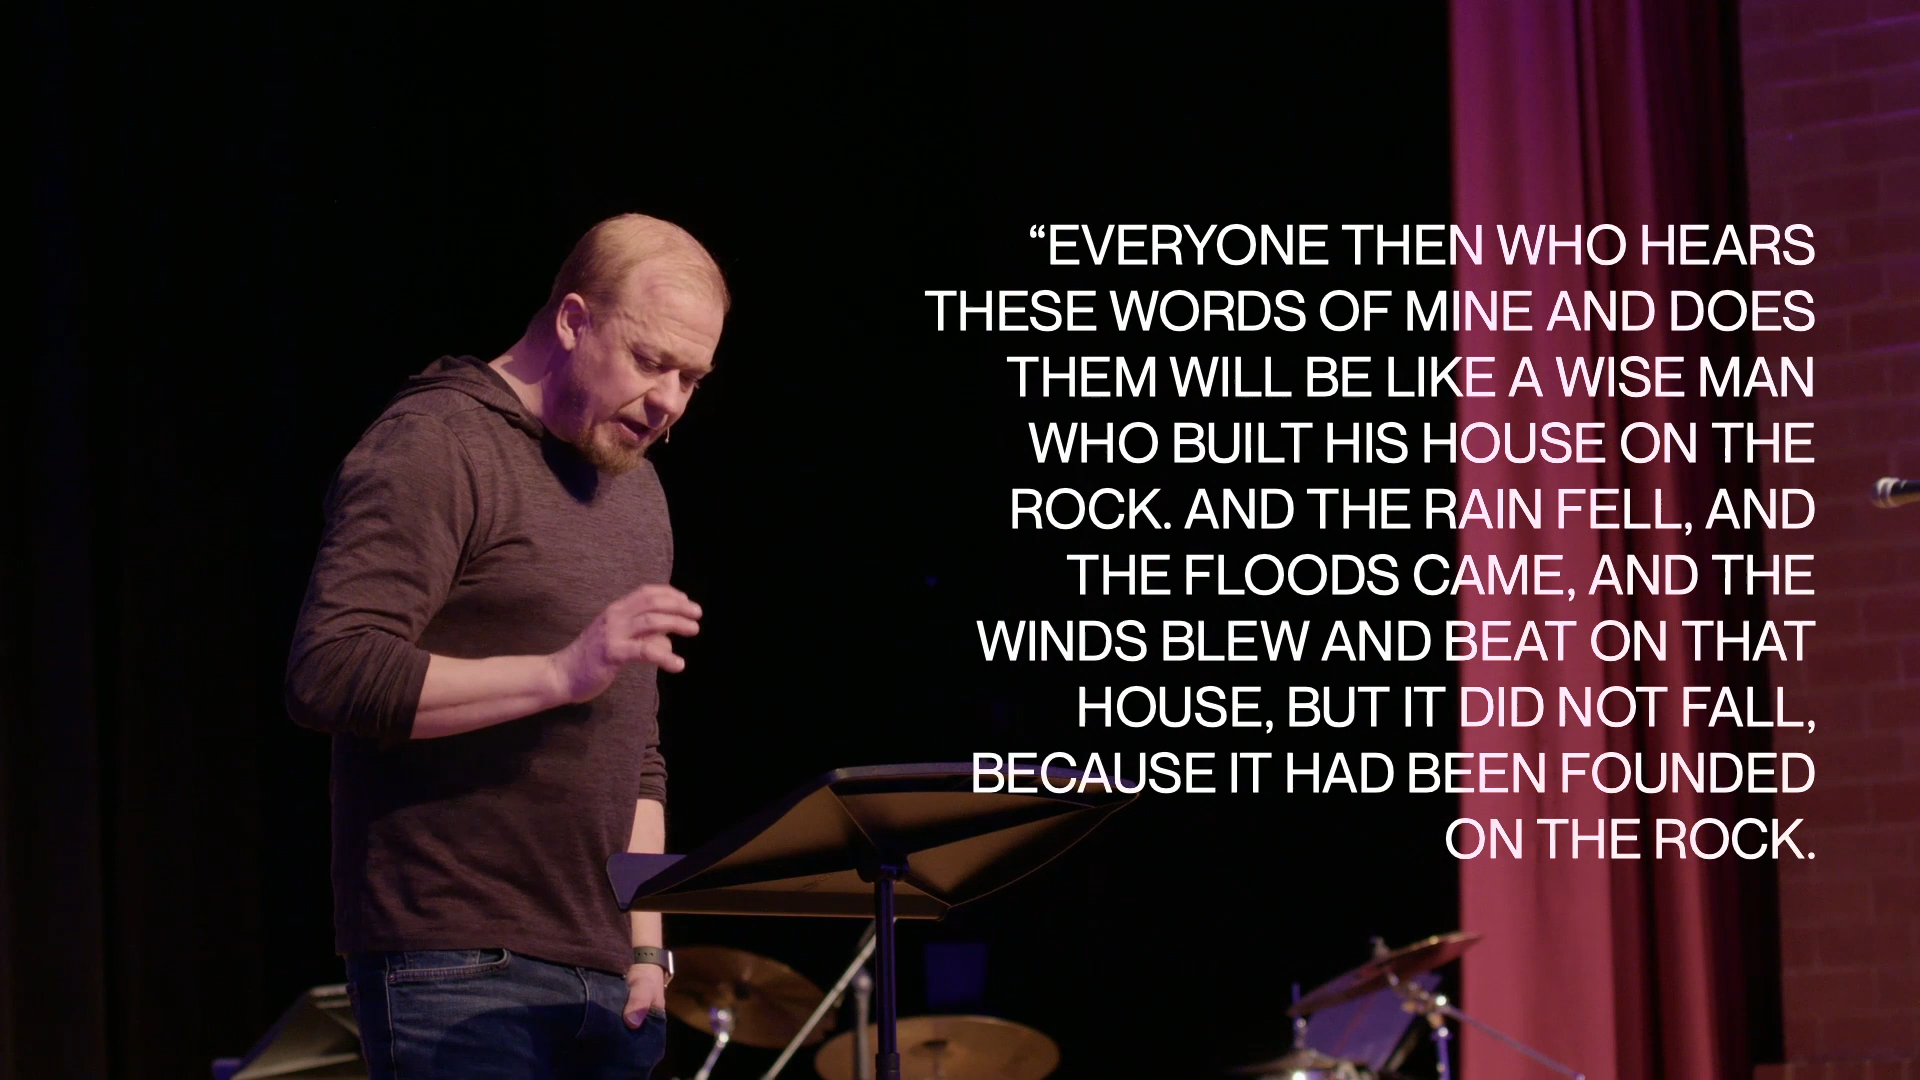 “EVERYONE THEN WHO HEARS
THESE WORDS OF MINE AND DOES
THEM WILL BE LIKE A WISE MAN
WHO BUILT HIS HOUSE ON THE
ROCK. AND THE RAIN FELL, AND
THE FLOODS CAME, AND THE
WINDS BLEW AND BEAT ON THAT
HOUSE, BUT IT DID NOT FALL,
BECAUSE IT HAD BEEN FOUNDED
ON THE ROCK.